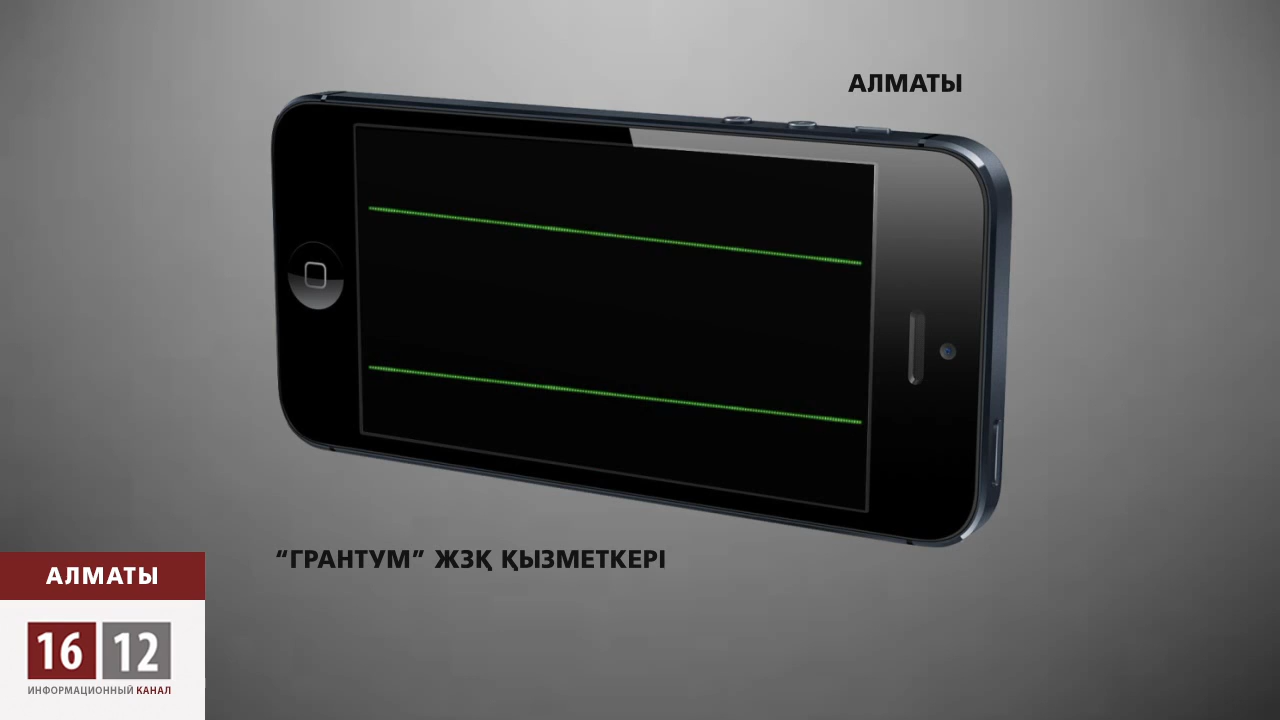 АЛМАТЫ
“ГРАНТУМ” ЖЗҚ ҚЫЗМЕТКЕРІ
АЛМАТЫ
16 12
ИНФОРМАЦИОННЫЙ КАНАЛ